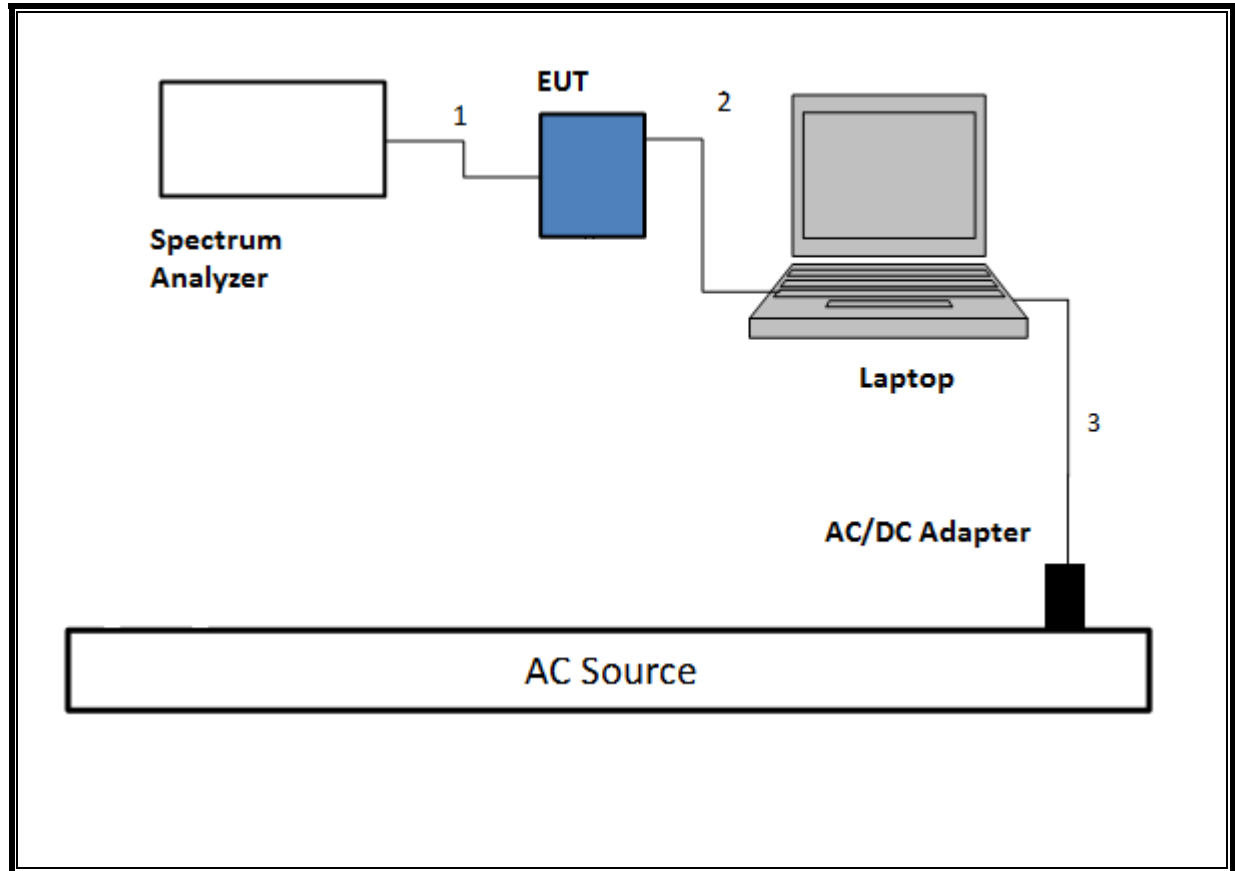 EUT
1
2
Spectrum
Analyzer
Laptop
3
AC/DC Adapter
AC Source